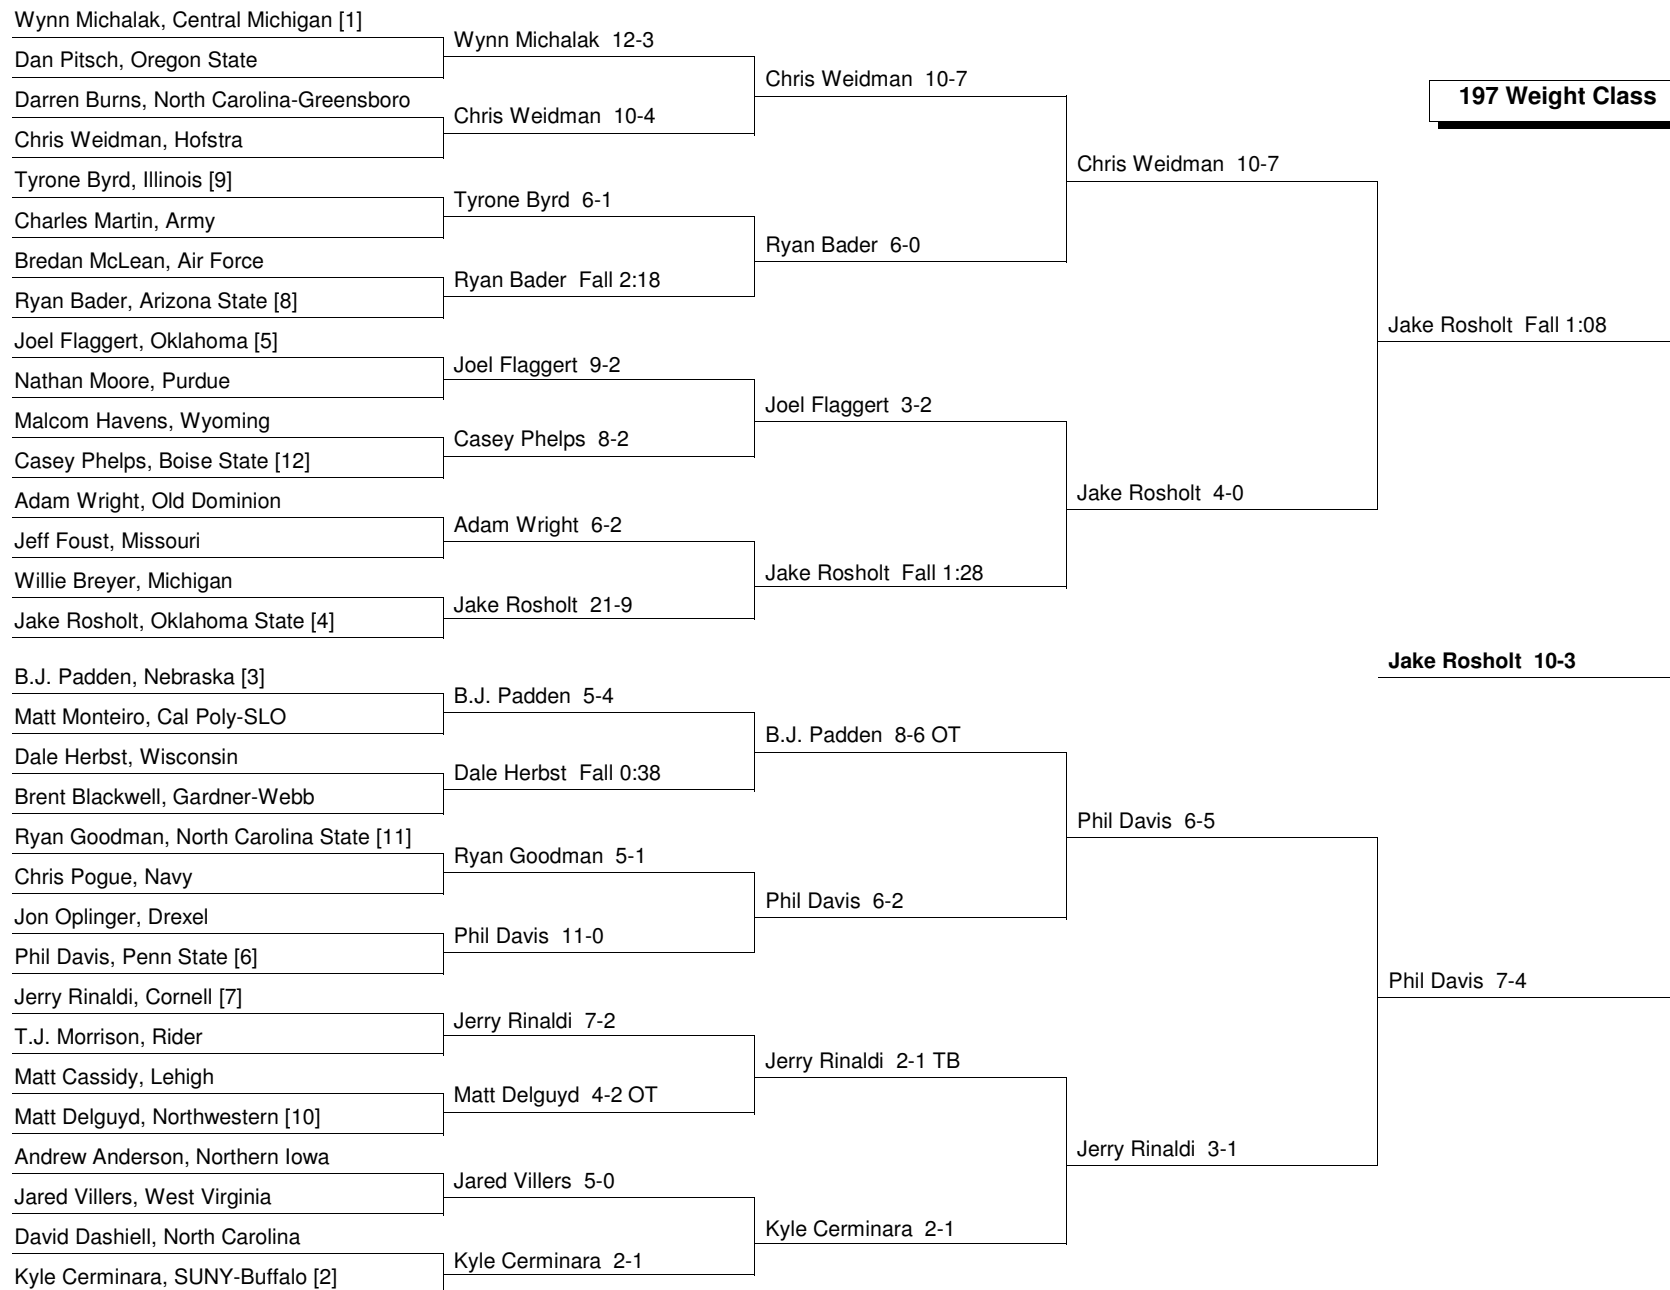 Wynn Michalak, Central Michigan [1]
Dan Pitsch, Oregon State
Darren Burns, North Carolina-Greensboro
Chris Weidman, Hofstra
Tyrone Byrd, Illinois [9]
Charles Martin, Army
Bredan McLean, Air Force
Ryan Bader, Arizona State [8]
Joel Flaggert, Oklahoma [5]
Nathan Moore, Purdue
Malcom Havens, Wyoming
Casey Phelps, Boise State [12]
Adam Wright, Old Dominion
Jeff Foust, Missouri
Willie Breyer, Michigan
Jake Rosholt, Oklahoma State [4]
B.J. Padden, Nebraska [3]
Matt Monteiro, Cal Poly-SLO
Dale Herbst, Wisconsin
Brent Blackwell, Gardner-Webb
Ryan Goodman, North Carolina State [11]
Chris Pogue, Navy
Jon Oplinger, Drexel
Phil Davis, Penn State [6]
Jerry Rinaldi, Cornell [7]
T.J. Morrison, Rider
Matt Cassidy, Lehigh
Matt Delguyd, Northwestern [10]
Andrew Anderson, Northern Iowa
Jared Villers, West Virginia
David Dashiell, North Carolina
Kyle Cerminara, SUNY-Buffalo [2]
Wynn Michalak 12-3
Chris Weidman 10-4
Tyrone Byrd 6-1
Ryan Bader Fall 2:18
Joel Flaggert 9-2
Casey Phelps 8-2
Adam Wright 6-2
Jake Rosholt 21-9
B.J. Padden 5-4
Dale Herbst Fall 0:38
Ryan Goodman 5-1
Phil Davis 11-0
Jerry Rinaldi 7-2
Matt Delguyd 4-2 OT
Jared Villers 5-0
Kyle Cerminara 2-1
Chris Weidman 10-7
Ryan Bader 6-0
Joel Flaggert 3-2
Jake Rosholt Fall 1:28
B.J. Padden 8-6 OT
Phil Davis 6-2
Jerry Rinaldi 2-1 TB
Kyle Cerminara 2-1
Chris Weidman 10-7
Jake Rosholt 4-0
Phil Davis 6-5
Jerry Rinaldi 3-1
197 Weight Class
Jake Rosholt Fall 1:08
Jake Rosholt 10-3
Phil Davis 7-4